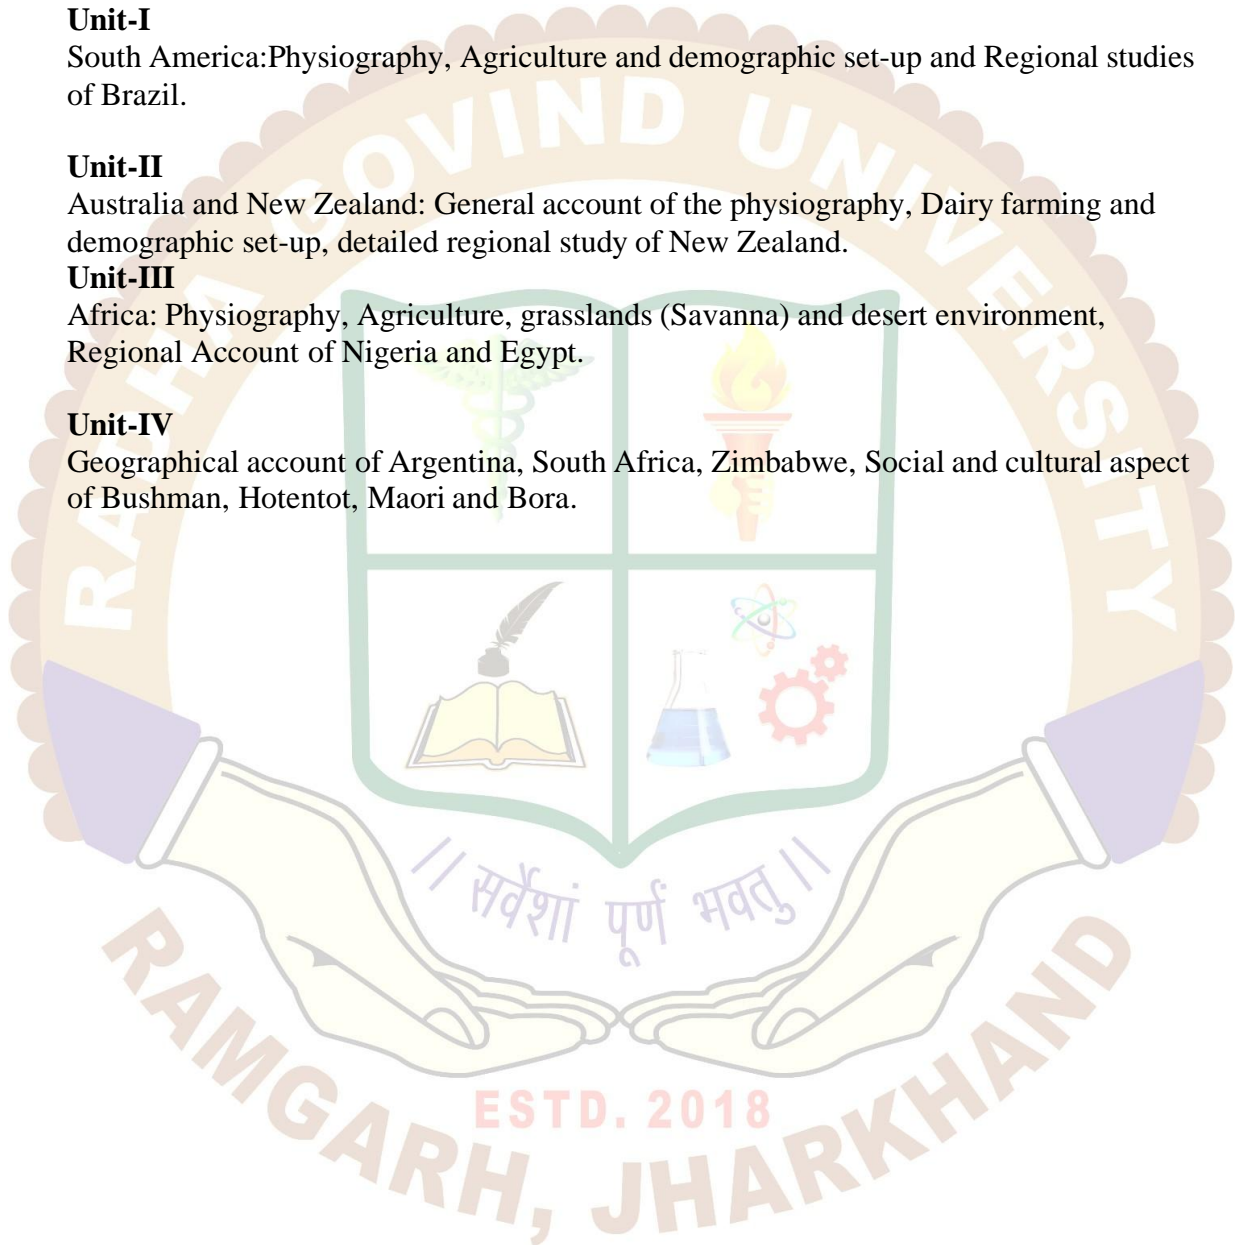 Unit-I
South America:Physiography, Agriculture and demographic set-up and Regional studies
of Brazil.
Unit-II
Australia and New Zealand: General account of the physiography, Dairy farming and
demographic set-up, detailed regional study of New Zealand.
Unit-III
Africa: Physiography, Agriculture, grasslands (Savanna) and desert environment,
Regional Account of Nigeria and Egypt.
Unit-IV
Geographical account of Argentina, South Africa, Zimbabwe, Social and cultural aspect
of Bushman, Hotentot, Maori and Bora.
RADHA GOVIND UNIVERSITY
// सर्वेशां पूर्ण भवतु //
ESTD. 2018
RAMGARH, JHARKHAND